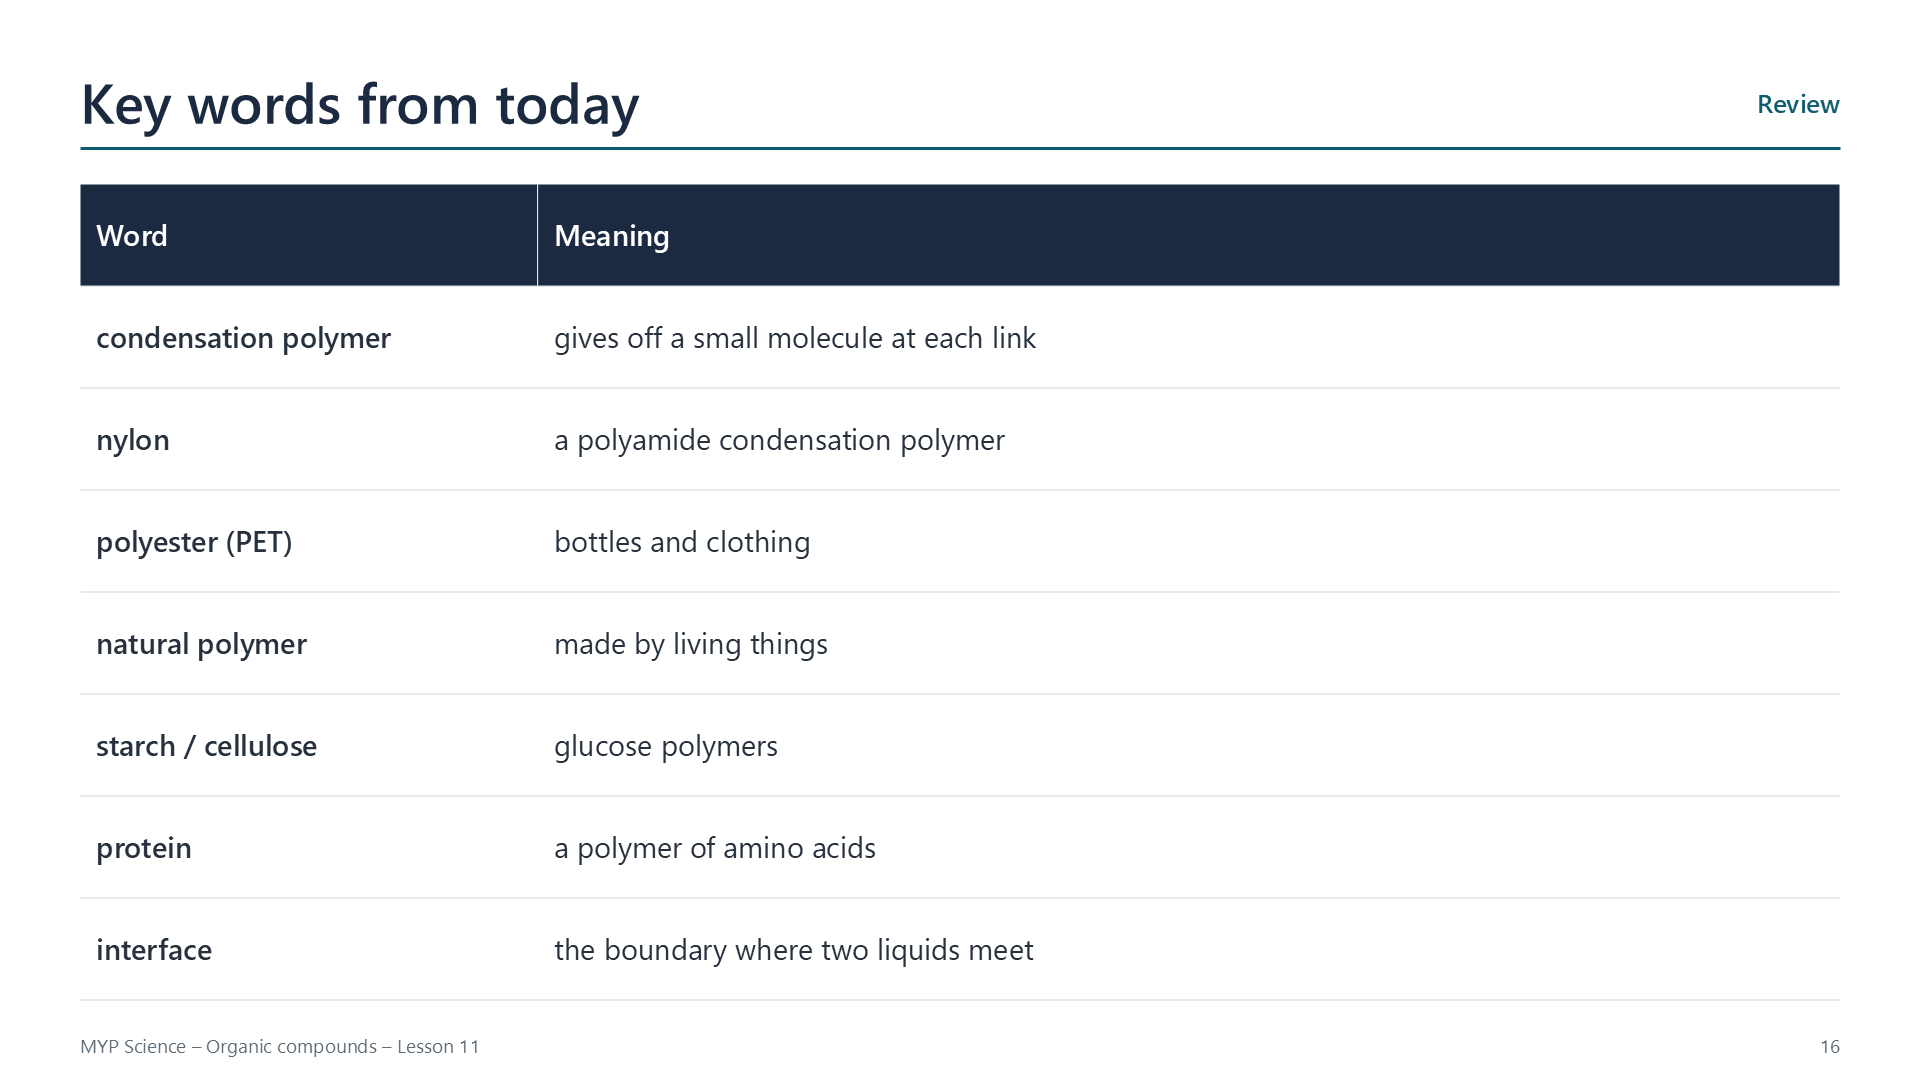 Key words from today
Review
Word
Meaning
condensation polymer
gives off a small molecule at each link
nylon
a polyamide condensation polymer
polyester (PET)
bottles and clothing
natural polymer
made by living things
starch / cellulose
glucose polymers
protein
a polymer of amino acids
interface
the boundary where two liquids meet
MYP Science – Organic compounds – Lesson 11
16